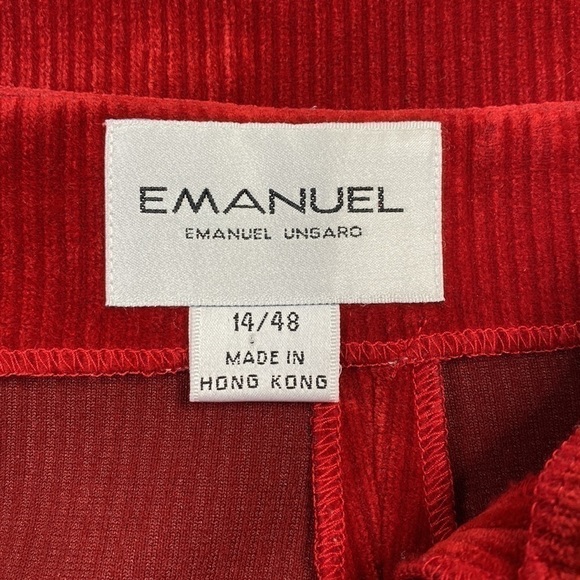 EMANUEL
EMANUEL UNGARO
14/48
MADE IN
HONG KONG